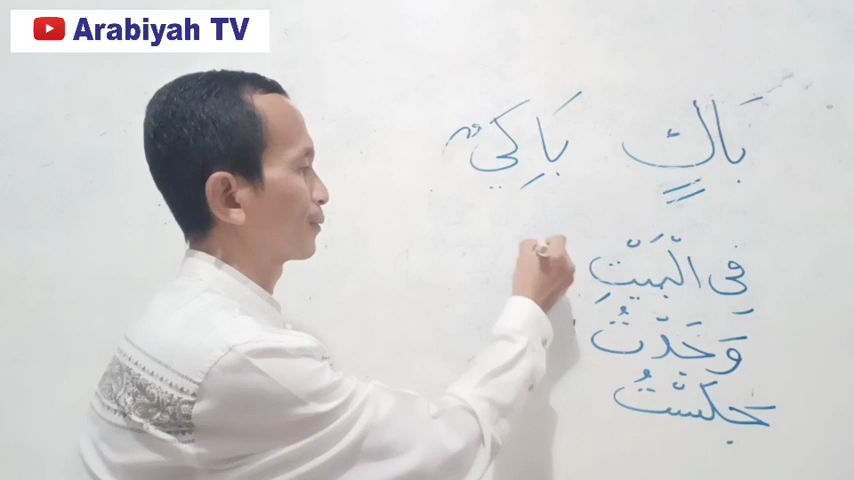 Arabiyah TV
بَاكٍ بَاكِيٌ
فِي الْبَيْتِ
وَجَدْتُ
جَلَسْتُ